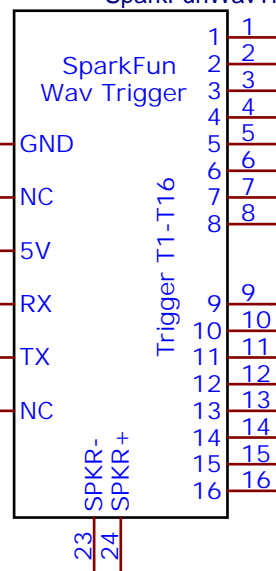 SparkFun
Wav Trigger
GND
NC
5V
RX
TX
NC
Trigger T1-T16
1 1
2 2
3 3
4 4
5 5
6 6
7 7
8 8
9 9
10 10
11 11
12 12
13 13
14 14
15 15
16 16
SPKR-
SPKR+
23
24